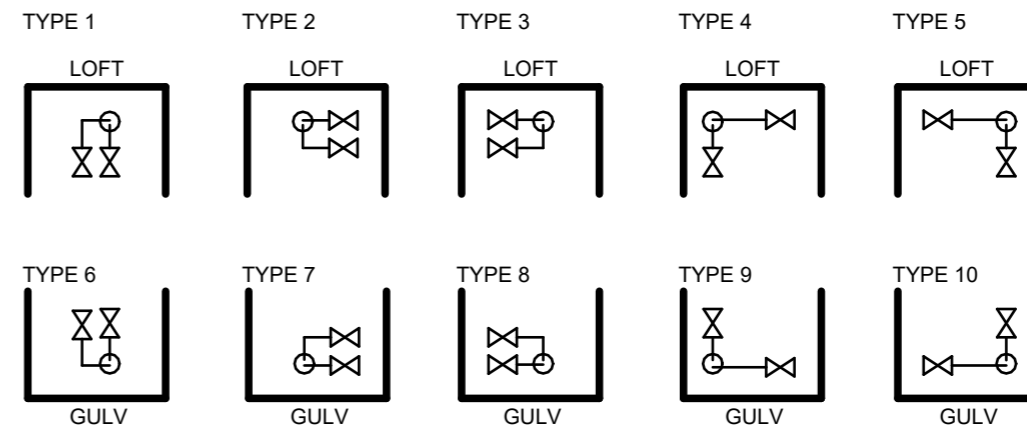 TYPE 1
TYPE 2
TYPE 3
TYPE 4
TYPE 5
LOFT
LOFT
LOFT
LOFT
LOFT
TYPE 6
TYPE 7
TYPE 8
TYPE 9
TYPE 10
GULV
GULV
GULV
GULV
GULV